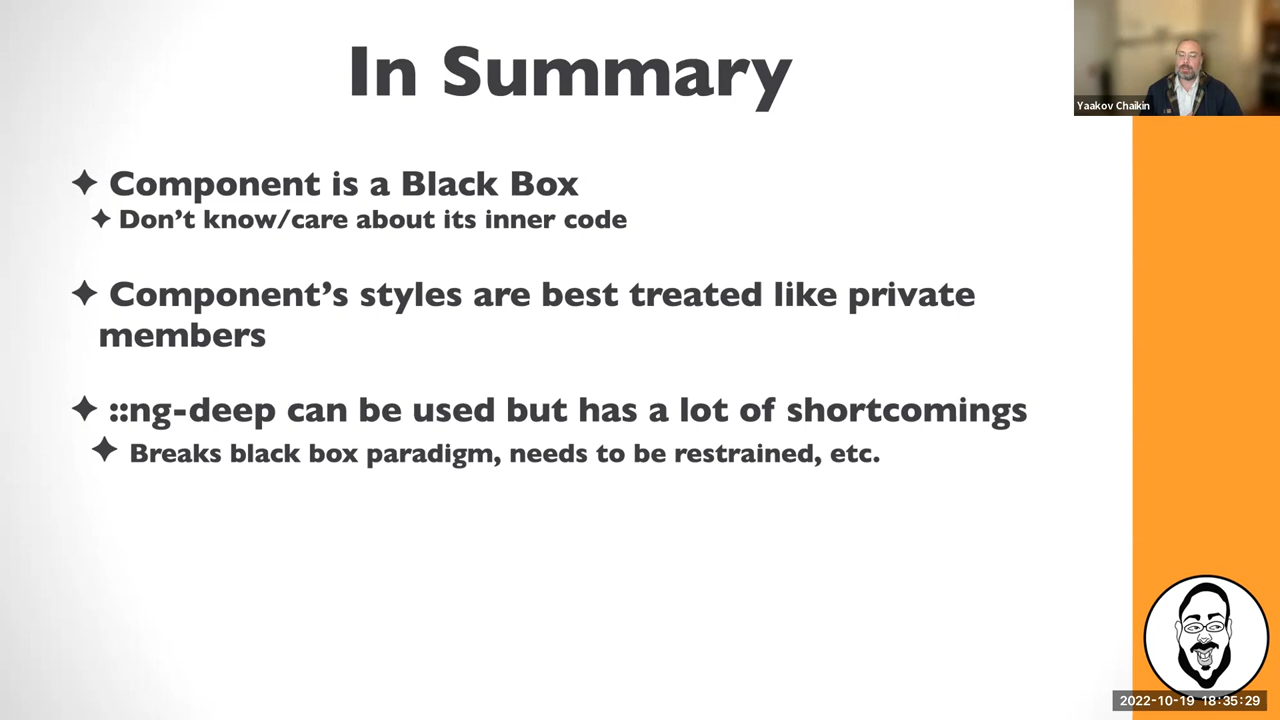 In Summary
Yaakov Chaikin
✦ Component is a Black Box
✦ Don’t know/care about its inner code
✦ Component’s styles are best treated like private
members
✦ ::ng-deep can be used but has a lot of shortcomings
✦ Breaks black box paradigm, needs to be restrained, etc.
2022-10-19 18:35:29